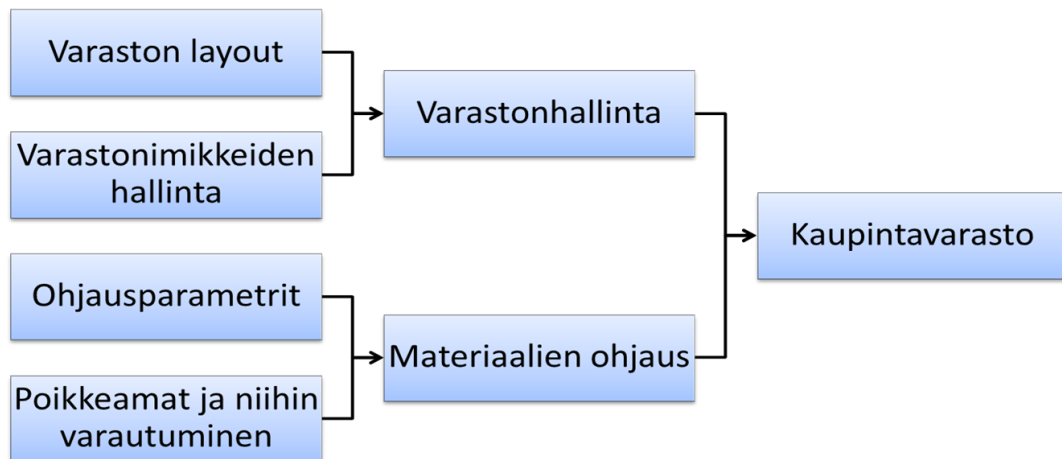 Varaston layout
Varastonimikkeiden
hallinta
Ohjausparametrit
Poikkeamat ja niihin
varautuminen
Varastonhallinta
Materiaalien ohjaus
Kaupintavarasto